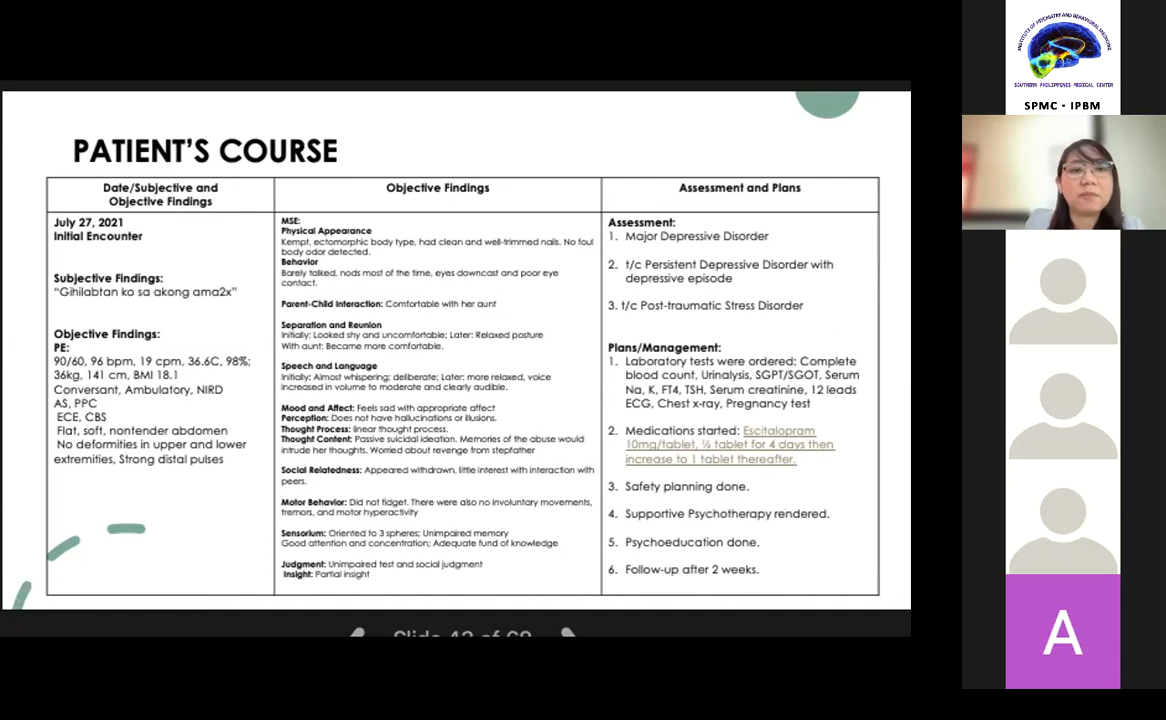 PATIENT'S COURSE
Date/Subjective and
Objective Findings
Objective Findings
Assessment and Plans
July 27, 2021
Initial Encounter
Subjective Findings:
“Gihilabtan ko sa akong ama2x”
Objective Findings:
PE:
90/60, 96 bpm, 19 cpm, 36.6C, 98%;
36kg, 141 cm, BMI 18.1
Conversant, Ambulatory, NIRD
AS, PPC
ECE, CBS
Flat, soft, nontender abdomen
No deformities in upper and lower
extremities, Strong distal pulses
MSE:
Physical Appearance
Kempt, ectomorphic body type, had clean and well-trimmed nails. No foul
body odor detected.
Behavior
Barely talked, nods most of the time, eyes downcast and poor eye
contact.
Parent-Child Interaction: Comfortable with her aunt
Separation and Reunion
Initially: Looked shy and uncomfortable; Later: Relaxed posture
With aunt: Became more comfortable.
Speech and Language
Initially: Almost whispering; deliberate; Later: more relaxed, voice
increased in volume to moderate and clearly audible.
Mood and Affect: Feels sad with appropriate affect
Perception: Does not have hallucinations or illusions.
Thought Process: linear thought process.
Thought Content: Passive suicidal ideation. Memories of the abuse would
intrude her thoughts. Worried about revenge from stepfather
Social Relatedness: Appeared withdrawn, little interest with interaction with
peers.
Motor Behavior: Did not fidget. There were also no involuntary movements,
tremors, and motor hyperactivity
Sensorium: Oriented to 3 spheres; Unimpaired memory
Good attention and concentration; Adequate fund of knowledge
Judgment: Unimpaired test and social judgment
Insight: Partial insight
Assessment:
1. Major Depressive Disorder
2. t/c Persistent Depressive Disorder with
depressive episode
3. t/c Post-traumatic Stress Disorder
Plans/Management:
1. Laboratory tests were ordered: Complete
blood count, Urinalysis, SGPT/SGOT, Serum
Na, K, FT4, TSH, Serum creatinine, 12 leads
ECG, Chest x-ray, Pregnancy test
2. Medications started: Escitalopram
10mg/tablet, ½ tablet for 4 days then
increase to 1 tablet thereafter.
3. Safety planning done.
4. Supportive Psychotherapy rendered.
5. Psychoeducation done.
6. Follow-up after 2 weeks.
INSTITUTE OF PSYCHIATRY AND BEHAVIORAL MEDICINE
SOUTHERN PHILIPPINES MEDICAL CENTER
SPMC - IPBM
A